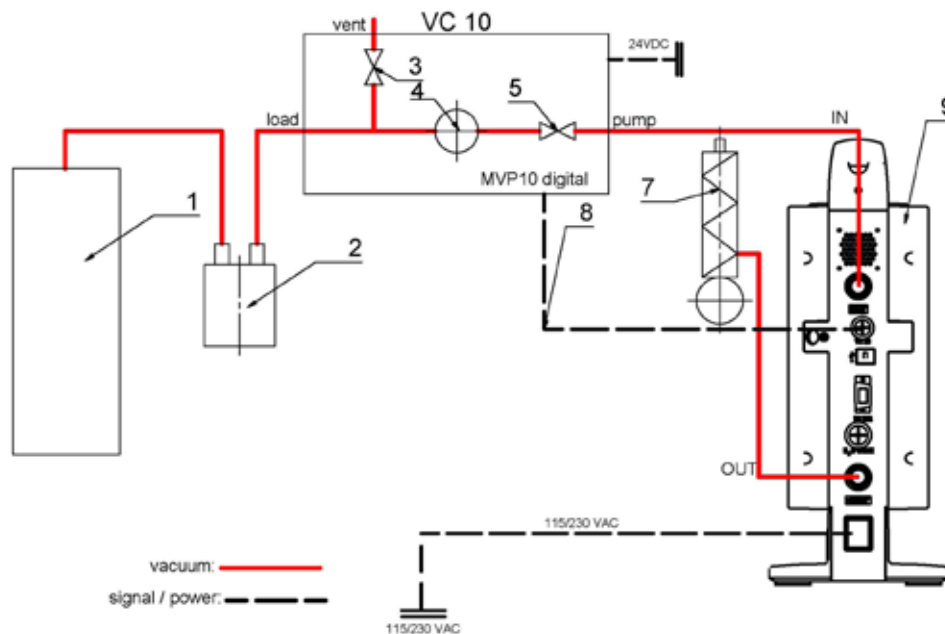 vent
VC 10
24VDC
3
4
5
load
pump
IN
9
MVP10 digital
7
1
8
2
OUT
115/230 VAC
vacuum:
signal / power:
115/230 VAC